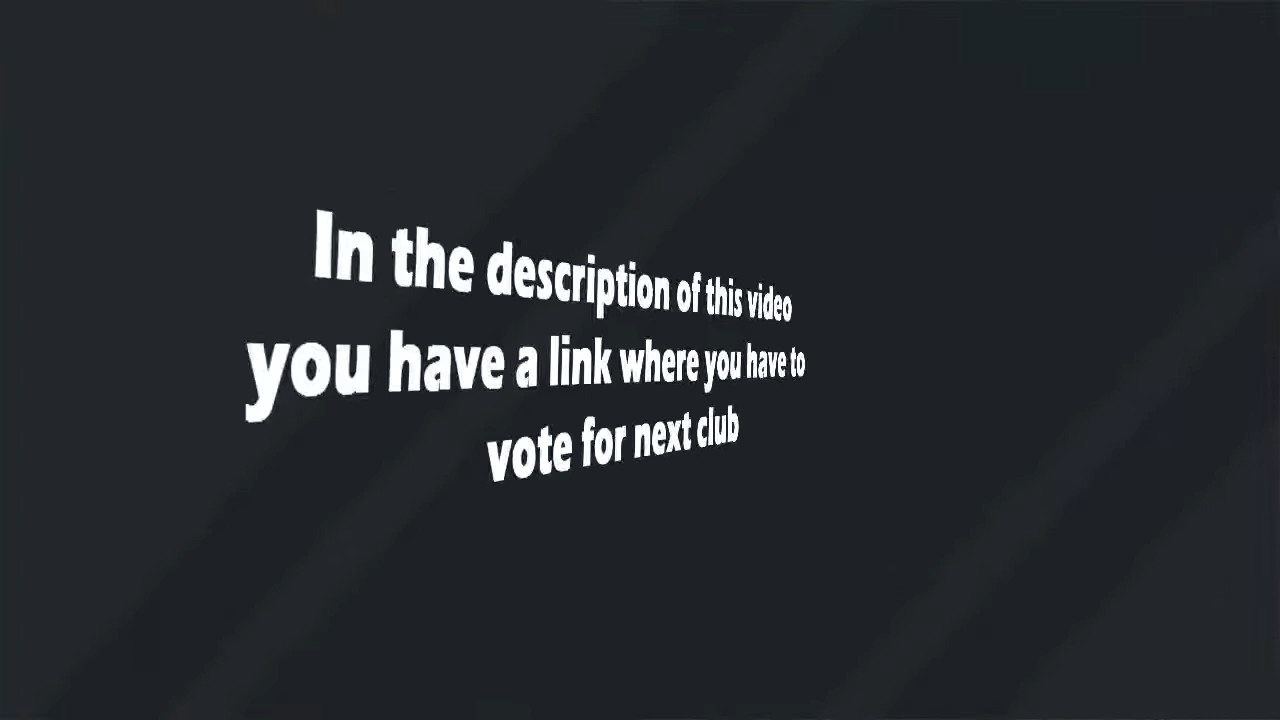 In the description of this video
you have a link where you have to
vote for next club